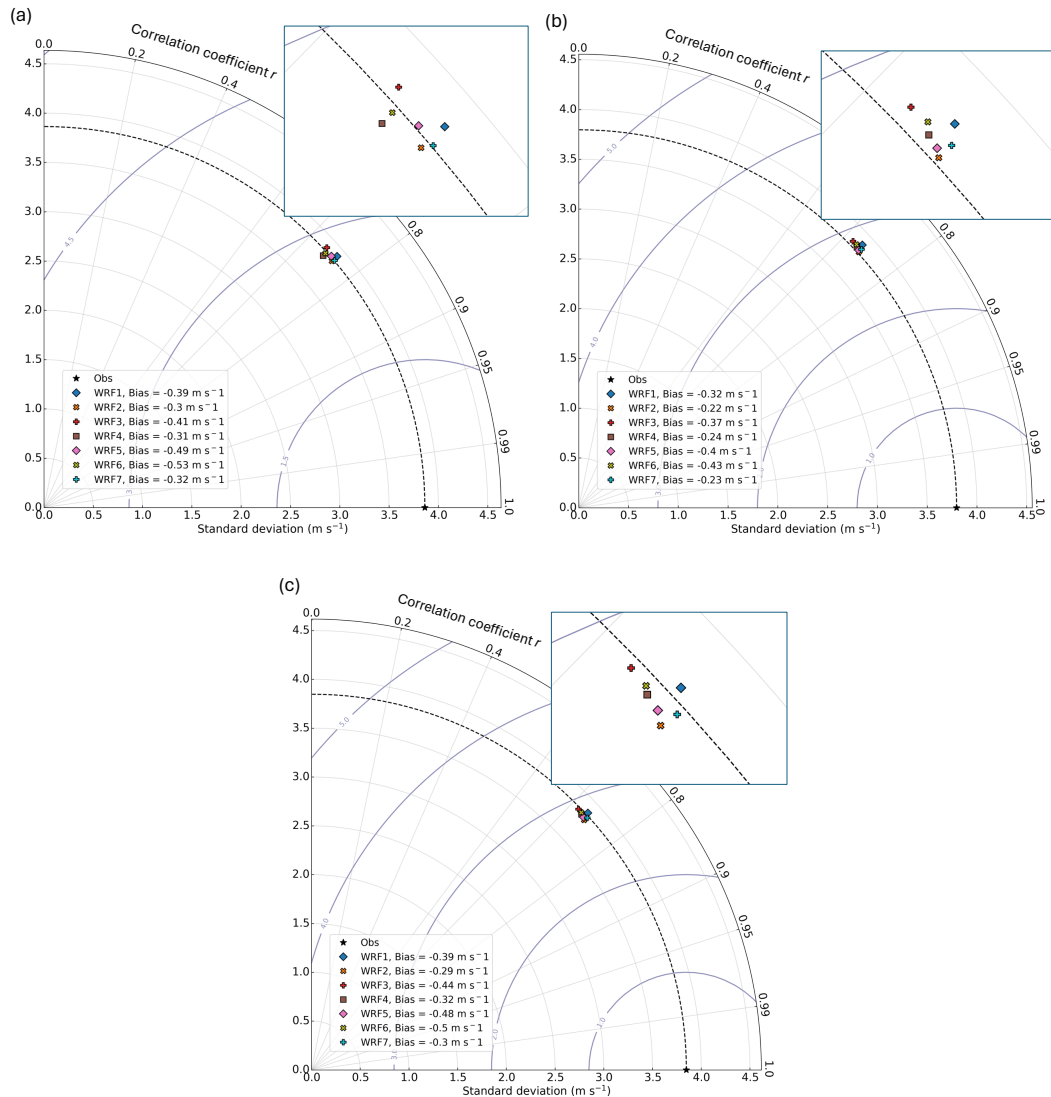 (a)
Correlation coefficient r
0.0
0.2
0.4
0.8
0.9
0.95
0.99
1.0
4.5
4.0
3.5
3.0
2.5
2.0
1.5
1.0
0.5
0.0
4.5
1.5
3.
Obs
WRF1, Bias = -0.39 m s⁻1
WRF2, Bias = -0.3 m s⁻1
WRF3, Bias = -0.41 m s⁻1
WRF4, Bias = -0.31 m s⁻1
WRF5, Bias = -0.49 m s⁻1
WRF6, Bias = -0.53 m s⁻1
WRF7, Bias = -0.32 m s⁻1
0.0 0.5 1.0 1.5 2.0 2.5 3.0 3.5 4.0 4.5
Standard deviation (m s⁻¹)
(b)
Correlation coefficient r
0.0
0.2
0.4
0.8
0.9
0.95
0.99
1.0
4.5
4.0
3.5
3.0
2.5
2.0
1.5
1.0
0.5
0.0
5.0
4.0
1.0
Obs
WRF1, Bias = -0.32 m s⁻1
WRF2, Bias = -0.22 m s⁻1
WRF3, Bias = -0.37 m s⁻1
WRF4, Bias = -0.24 m s⁻1
WRF5, Bias = -0.4 m s⁻1
WRF6, Bias = -0.43 m s⁻1
WRF7, Bias = -0.23 m s⁻1
0.0 0.5 1.0 1.5 2.0 2.5 3.0 3.5 4.0 4.5
Standard deviation (m s⁻¹)
(c)
Correlation coefficient r
0.0
0.2
0.4
0.8
0.9
0.95
0.99
1.0
4.5
4.0
3.5
3.0
2.5
2.0
1.5
1.0
0.5
0.0
5.0
4.0
3.0
2.0
1.0
Obs
WRF1, Bias = -0.39 m s⁻1
WRF2, Bias = -0.29 m s⁻1
WRF3, Bias = -0.44 m s⁻1
WRF4, Bias = -0.32 m s⁻1
WRF5, Bias = -0.48 m s⁻1
WRF6, Bias = -0.5 m s⁻1
WRF7, Bias = -0.3 m s⁻1
0.0 0.5 1.0 1.5 2.0 2.5 3.0 3.5 4.0 4.5
Standard deviation (m s⁻¹)